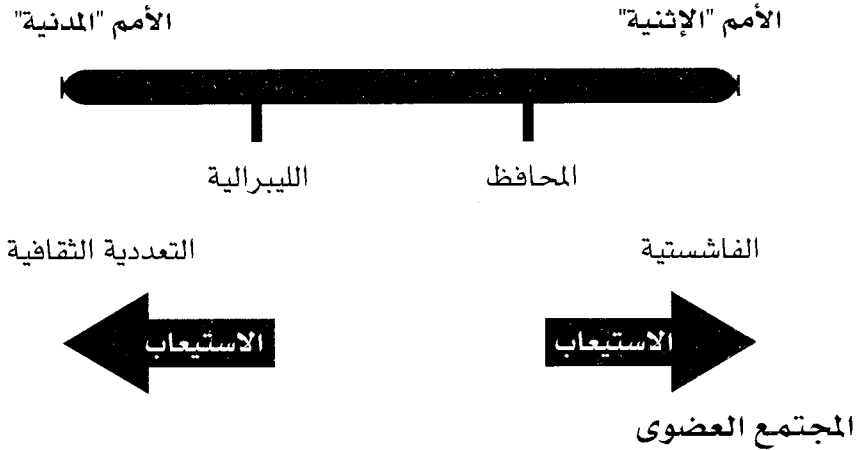 الأمم "الإثنية"
الأمم "المدنية"
المحافظ
الليبرالية
الفاشستية
التعددية الثقافية
الاستيعاب
الاستيعاب
المجتمع العضوى